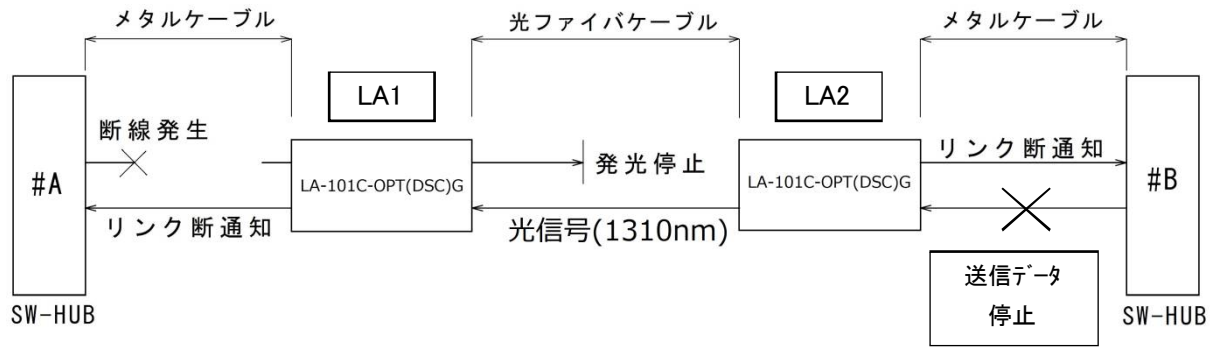 メタルケーブル
光ファイバケーブル
メタルケーブル
LA1
LA2
断線発生
発光停止
リンク断通知
#A
LA-101C-OPT(DSC)G
LA-101C-OPT(DSC)G
#B
リンク断通知
光信号(1310nm)
送信ﾃﾞｰﾀ
停止
SW-HUB
SW-HUB